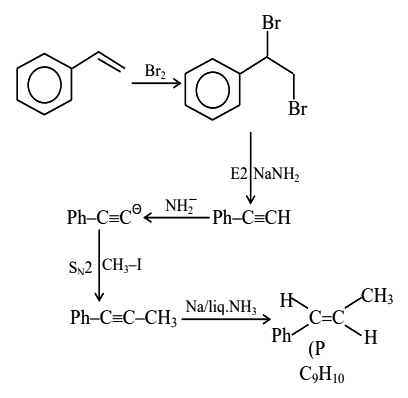 Br
Br₂
Br
E2 NaNH₂
Ph–C≡C^Θ NH₂⁻ Ph–C≡CH
S_N2 CH₃–I
Ph–C≡C–CH₃ Na/liq.NH₃ H CH₃
C=C
Ph H
(P
C₉H₁₀